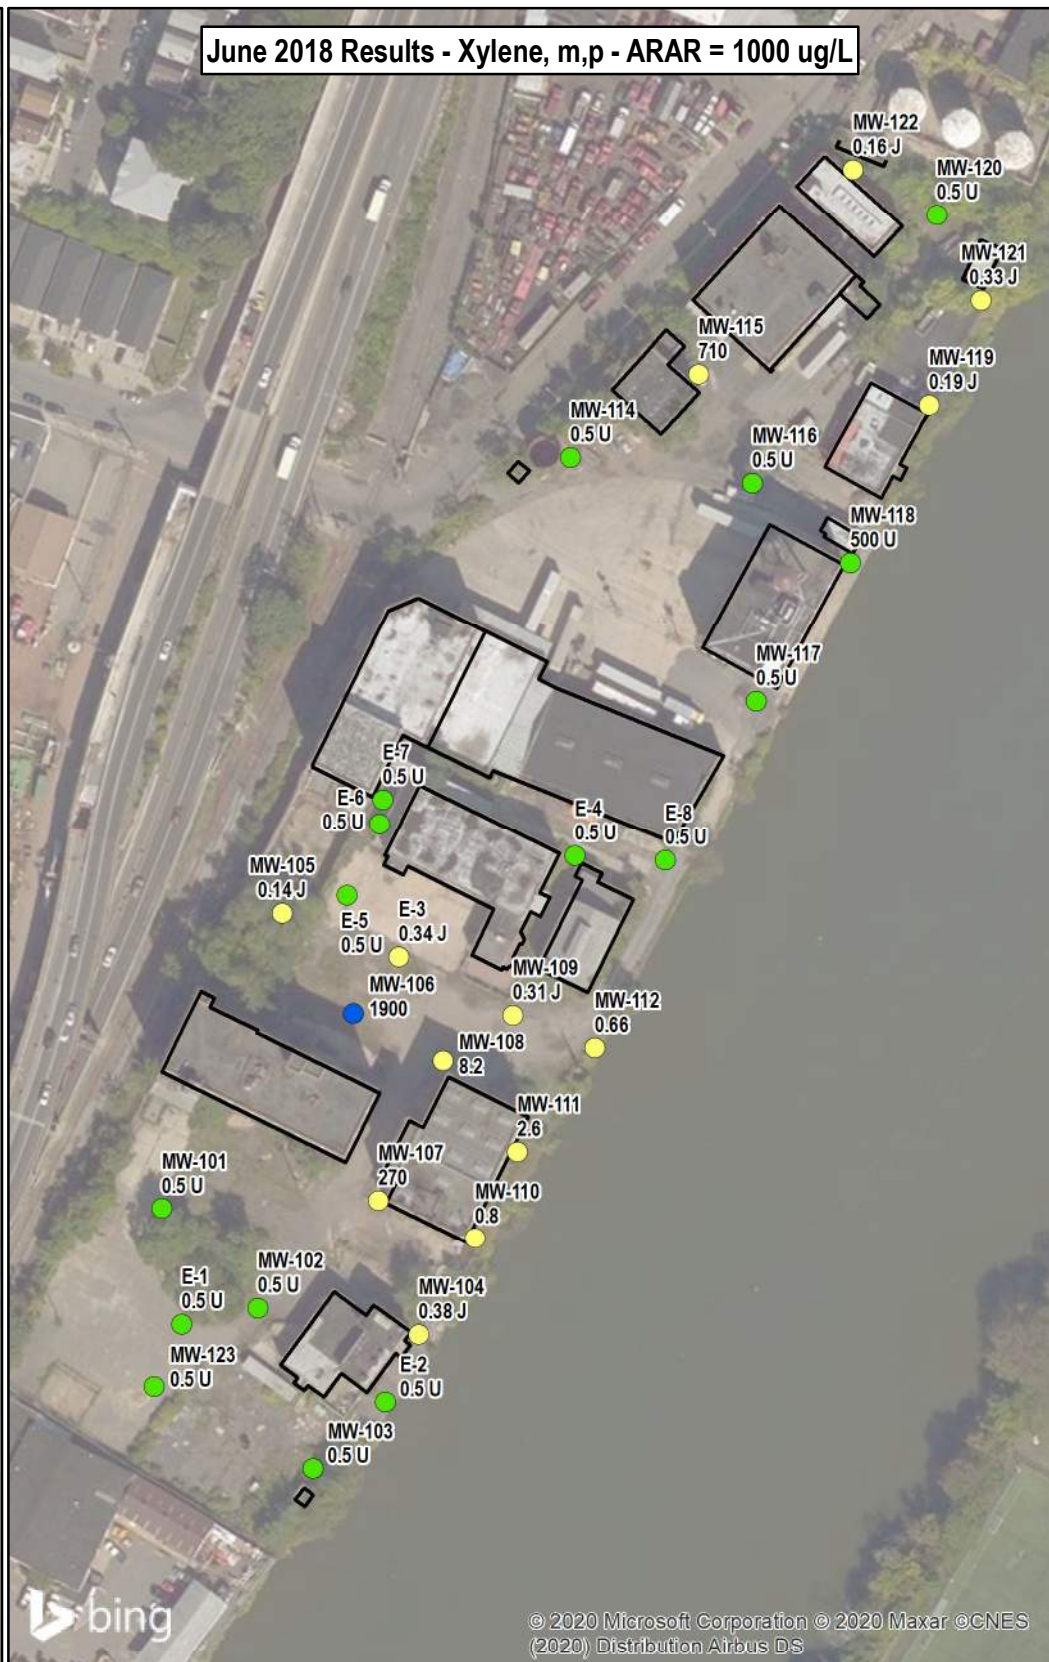 June 2018 Results - Xylene, m,p - ARAR = 1000 ug/L
MW-122
0.16 J
MW-120
0.5 U
MW-121
0.33 J
MW-115
710
MW-119
0.19 J
MW-114
0.5 U
MW-116
0.5 U
MW-118
500 U
MW-117
0.5 U
E-7
0.5 U
E-6
0.5 U
E-4
0.5 U
E-8
0.5 U
MW-105
0.14 J
E-5
0.5 U
E-3
0.34 J
MW-106
1900
MW-109
0.31 J
MW-112
0.66
MW-108
8.2
MW-111
2.6
MW-107
270
MW-110
0.8
MW-101
0.5 U
MW-102
0.5 U
E-1
0.5 U
MW-104
0.38 J
MW-123
0.5 U
E-2
0.5 U
MW-103
0.5 U
bing
© 2020 Microsoft Corporation © 2020 Maxar ©CNES
(2020) Distribution Airbus DS